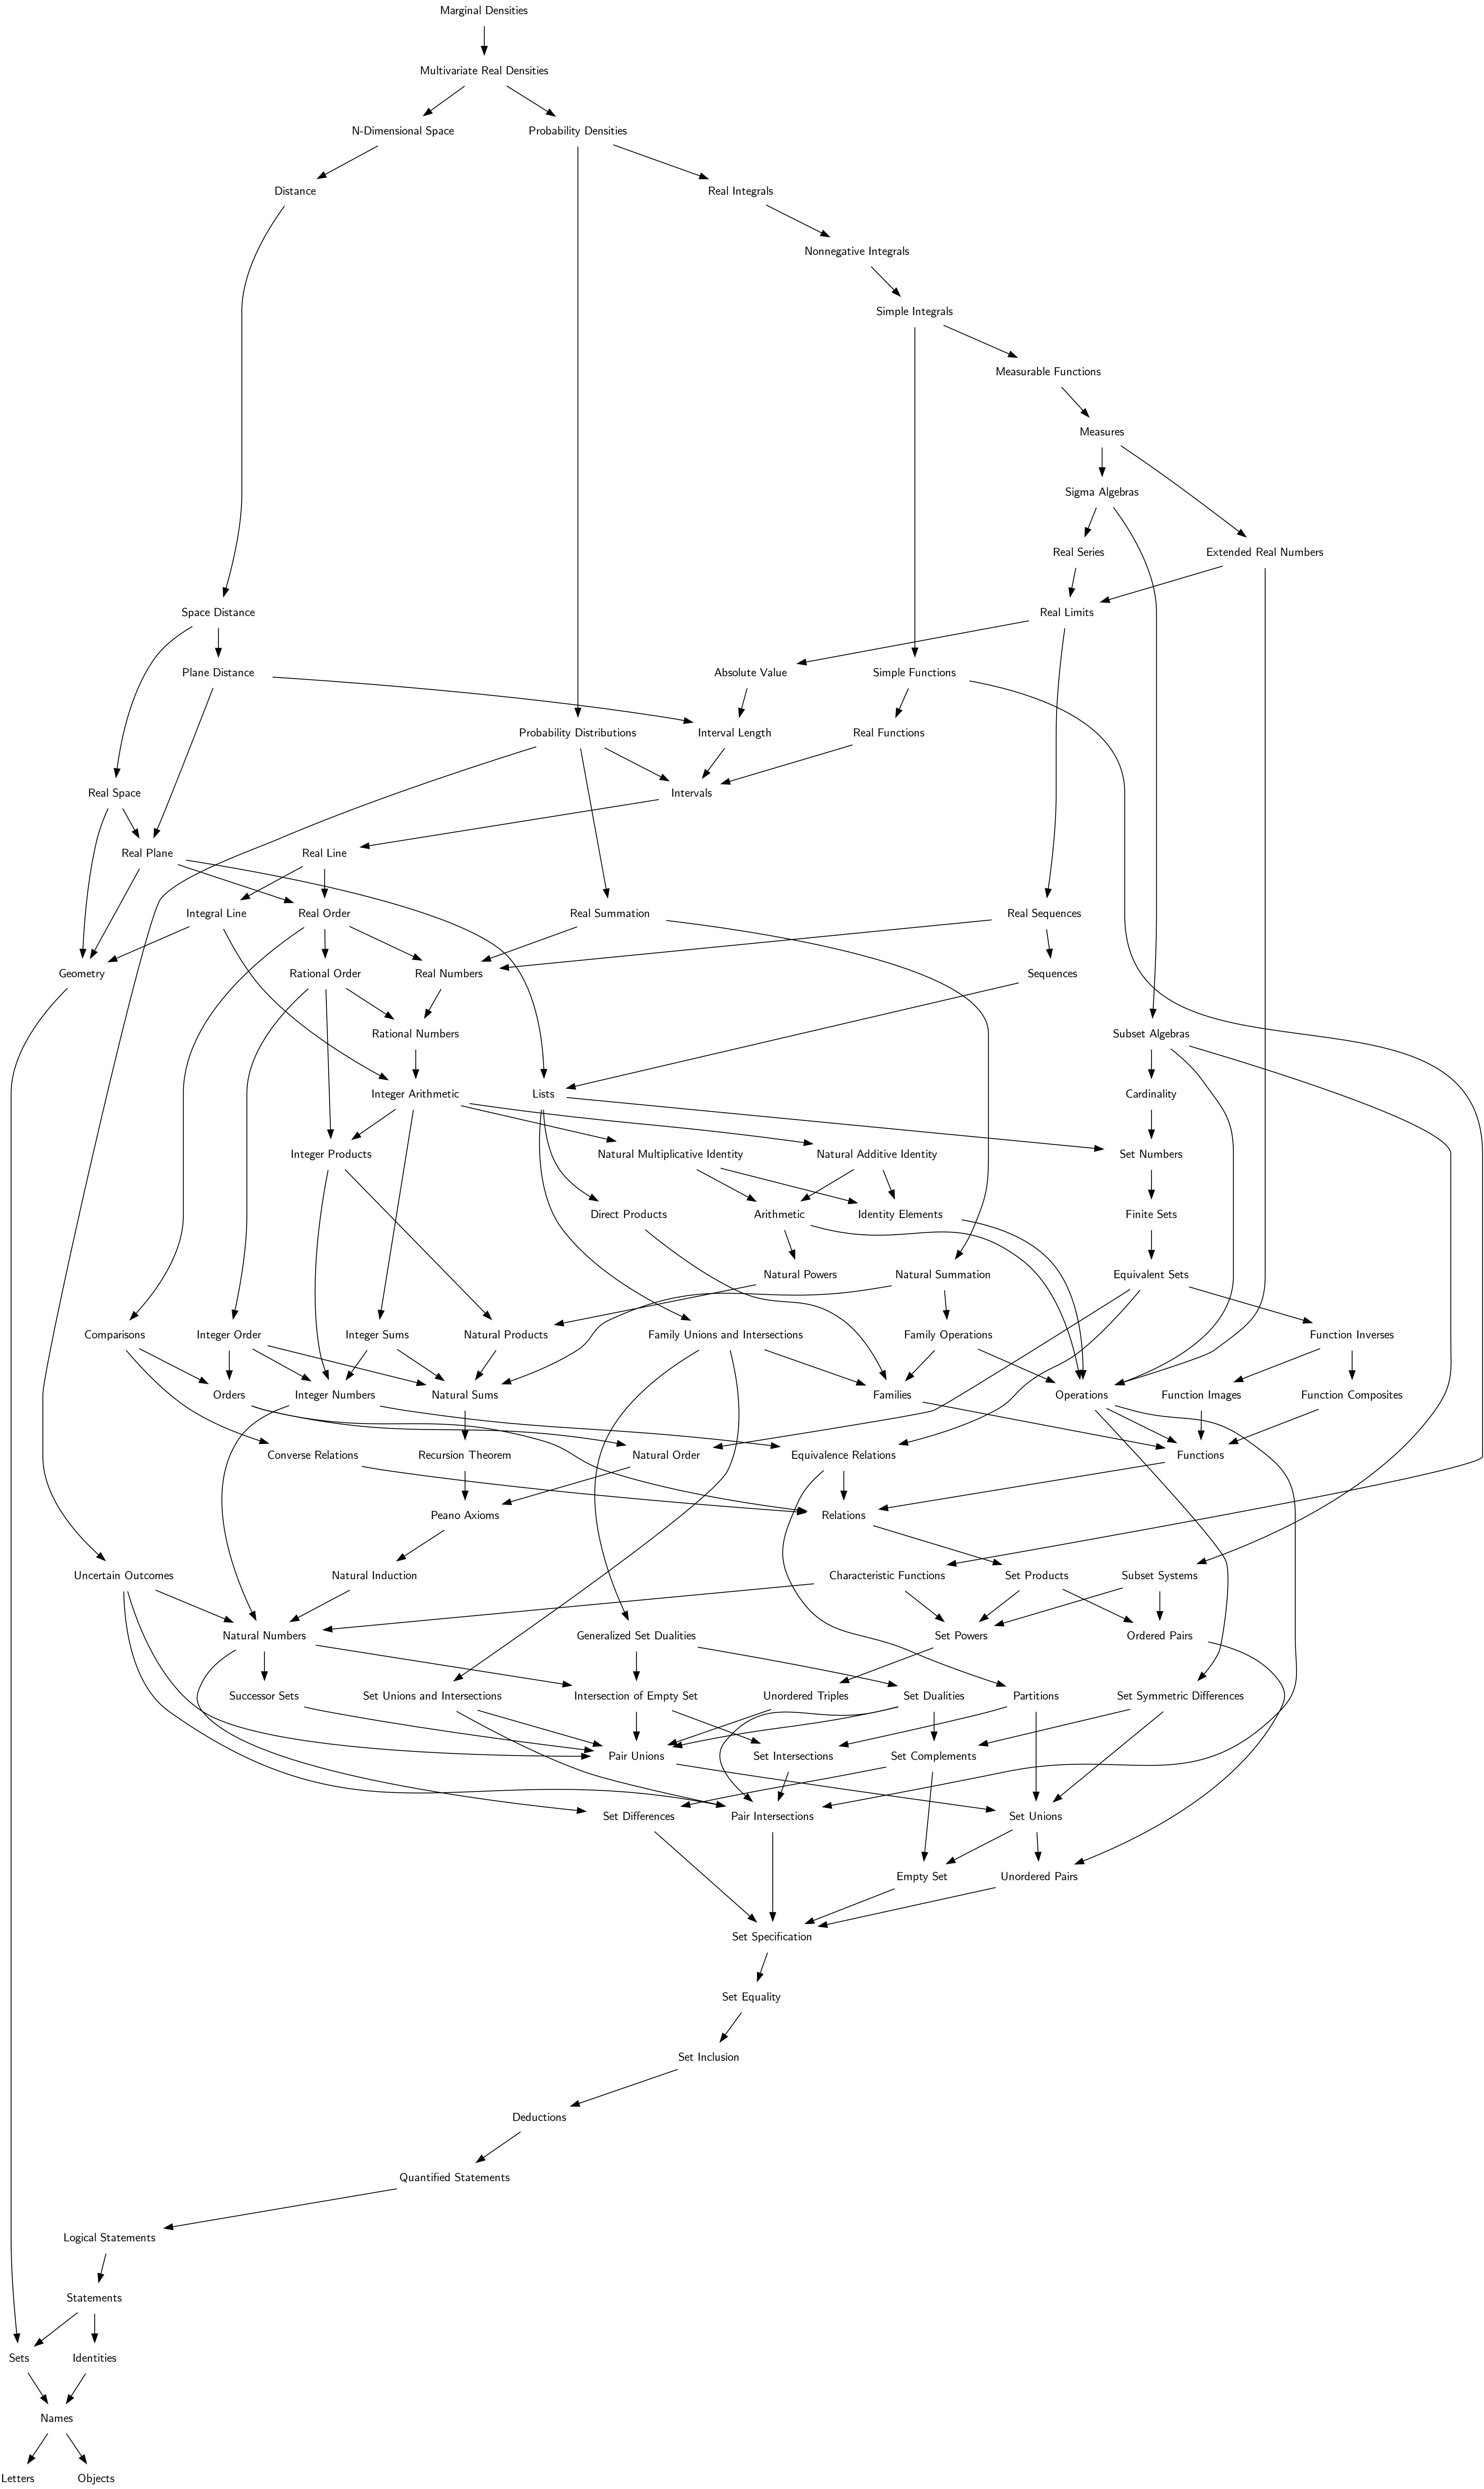 Marginal Densities
Multivariate Real Densities
N-Dimensional Space
Probability Densities
Distance
Real Integrals
Nonnegative Integrals
Simple Integrals
Measurable Functions
Measures
Sigma Algebras
Real Series
Extended Real Numbers
Space Distance
Real Limits
Plane Distance
Absolute Value
Simple Functions
Probability Distributions
Interval Length
Real Functions
Real Space
Intervals
Real Plane
Real Line
Integral Line
Real Order
Real Summation
Real Sequences
Geometry
Rational Order
Real Numbers
Sequences
Rational Numbers
Subset Algebras
Integer Arithmetic
Lists
Cardinality
Integer Products
Natural Multiplicative Identity
Natural Additive Identity
Set Numbers
Direct Products
Arithmetic
Identity Elements
Finite Sets
Natural Powers
Natural Summation
Equivalent Sets
Comparisons
Integer Order
Integer Sums
Natural Products
Family Unions and Intersections
Family Operations
Function Inverses
Orders
Integer Numbers
Natural Sums
Families
Operations
Function Images
Function Composites
Converse Relations
Recursion Theorem
Natural Order
Equivalence Relations
Functions
Peano Axioms
Relations
Uncertain Outcomes
Natural Induction
Characteristic Functions
Set Products
Subset Systems
Natural Numbers
Generalized Set Dualities
Set Powers
Ordered Pairs
Successor Sets
Set Unions and Intersections
Intersection of Empty Set
Unordered Triples
Set Dualities
Partitions
Set Symmetric Differences
Pair Unions
Set Intersections
Set Complements
Set Differences
Pair Intersections
Set Unions
Empty Set
Unordered Pairs
Set Specification
Set Equality
Set Inclusion
Deductions
Quantified Statements
Logical Statements
Statements
Sets
Identities
Names
Letters
Objects